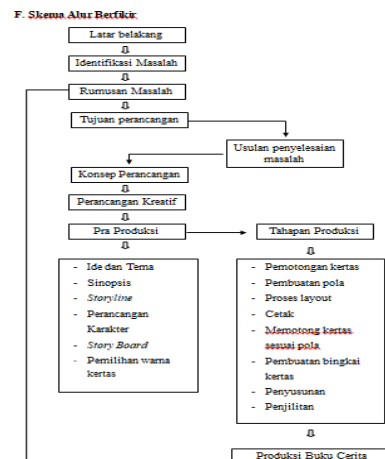 F. Skema Alur Berfikir
Latar belakang
Identifikasi Masalah
Rumusan Masalah
Tujuan perancangan
Usulan penyelesaian
masalah
Konsep Perancangan
Perancangan Kreatif
Pra Produksi
Tahapan Produksi
- Ide dan Tema
- Sinopsis
- Storyline
- Perancangan
Karakter
- Story Board
- Pemilihan warna
kertas
- Pemotongan kertas
- Pembuatan pola
- Proses layout
- Cetak
- Memotong kertas
sesuai pola
- Pembuatan bingkai
kertas
- Penyusunan
- Penjilitan
Produksi Buku Cerita